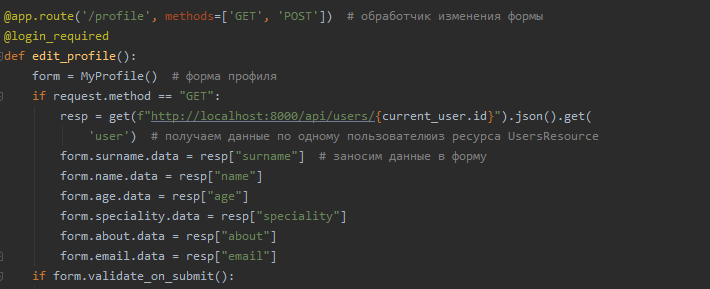 @app.route('/profile', methods=['GET', 'POST'])  # обработчик изменения формы
@login_required
def edit_profile():
    form = MyProfile()  # форма профиля
    if request.method == "GET":
        resp = get(f"http://localhost:8000/api/users/{current_user.id}").json().get(
            'user')  # получаем данные по одному пользователюиз ресурса UsersResource
        form.surname.data = resp["surname"]  # заносим данные в форму
        form.name.data = resp["name"]
        form.age.data = resp["age"]
        form.speciality.data = resp["speciality"]
        form.about.data = resp["about"]
        form.email.data = resp["email"]
    if form.validate_on_submit():